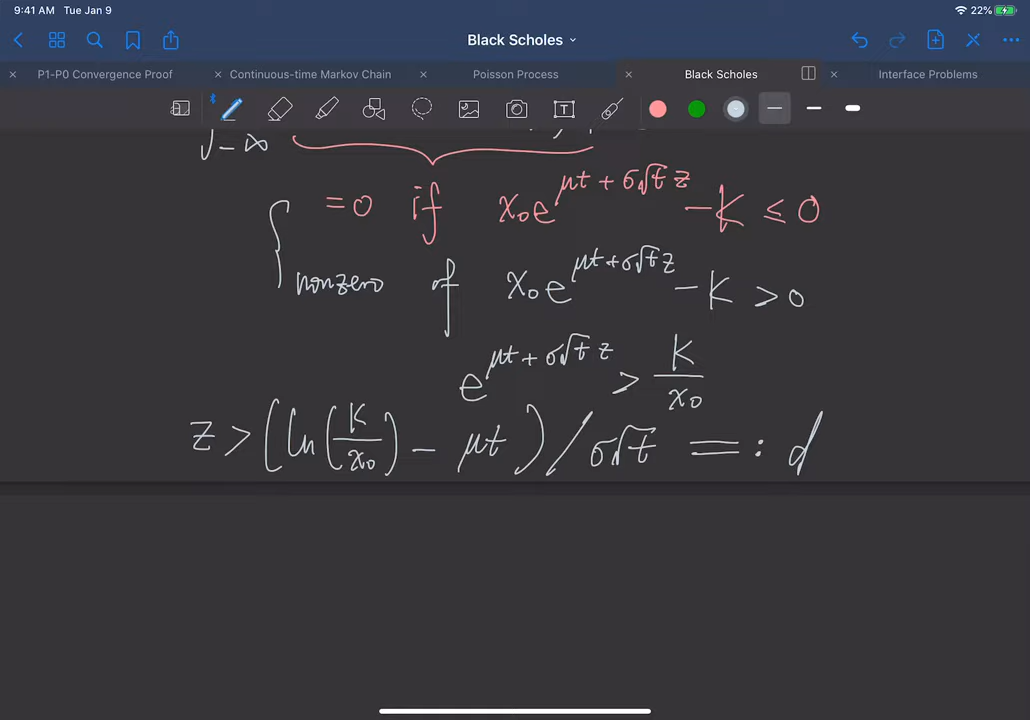 9:41 AM Tue Jan 9 22%
Black Scholes
P1-P0 Convergence Proof Continuous-time Markov Chain Poisson Process Black Scholes Interface Problems
∫-∞
= 0 if x₀e^(μt + σ√t z) - K ≤ 0
nonzero of x₀e^(μt + σ√t z) - K > 0
e^(μt + σ√t z) > K/x₀
z > (ln(K/x₀) - μt) / σ√t =: d